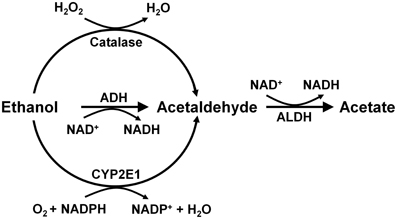 H₂O₂ H₂O
Catalase
NAD⁺ NADH
ADH
Ethanol Acetaldehyde Acetate
NAD⁺ NADH ALDH
CYP2E1
O₂ + NADPH NADP⁺ + H₂O